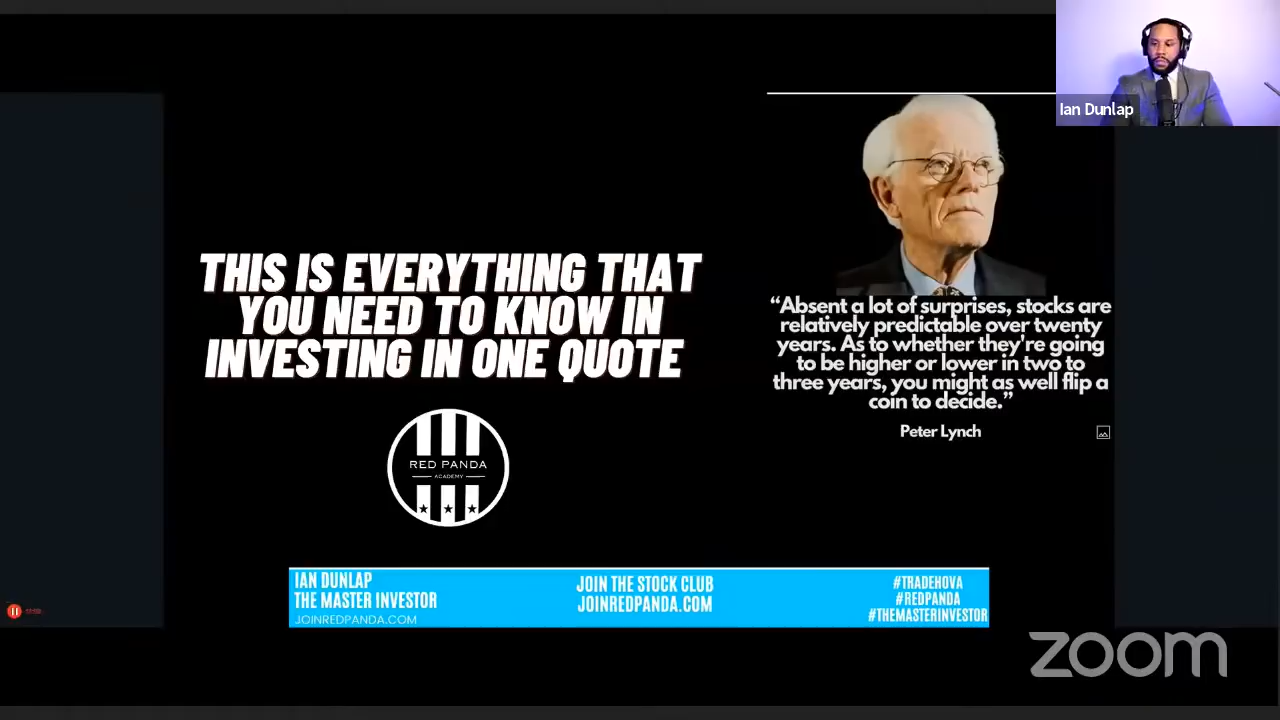 Ian Dunlap
THIS IS EVERYTHING THAT
YOU NEED TO KNOW IN
INVESTING IN ONE QUOTE
RED PANDA
ACADEMY
“Absent a lot of surprises, stocks are
relatively predictable over twenty
years. As to whether they're going
to be higher or lower in two to
three years, you might as well flip a
coin to decide.”
Peter Lynch
IAN DUNLAP
THE MASTER INVESTOR
JOINREDPANDA.COM
JOIN THE STOCK CLUB
JOINREDPANDA.COM
#TRADEHOVA
#REDPANDA
#THEMASTERINVESTOR
zoom